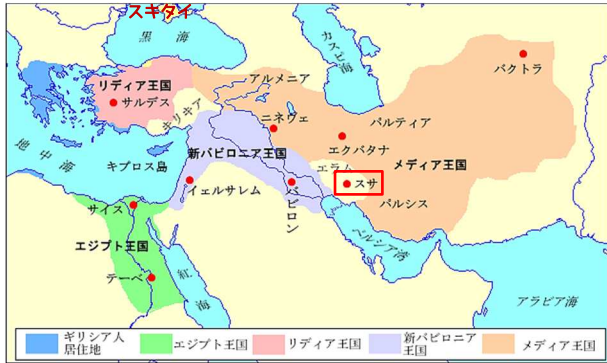 スキタイ
黒海
カスピ海
バクトラ
アルメニア
リディア王国
サルデス
キリキア
ニネヴェ
パルティア
エクバタナ
メディア王国
地中海
キプロス島
新バビロニア王国
エラム
スサ
イェルサレム
バビロン
パルシス
サイス
エジプト王国
ペルシア湾
テーベ
紅海
アラビア海
ギリシア人
居住地
エジプト王国
リディア王国
新バビロニア
王国
メディア王国